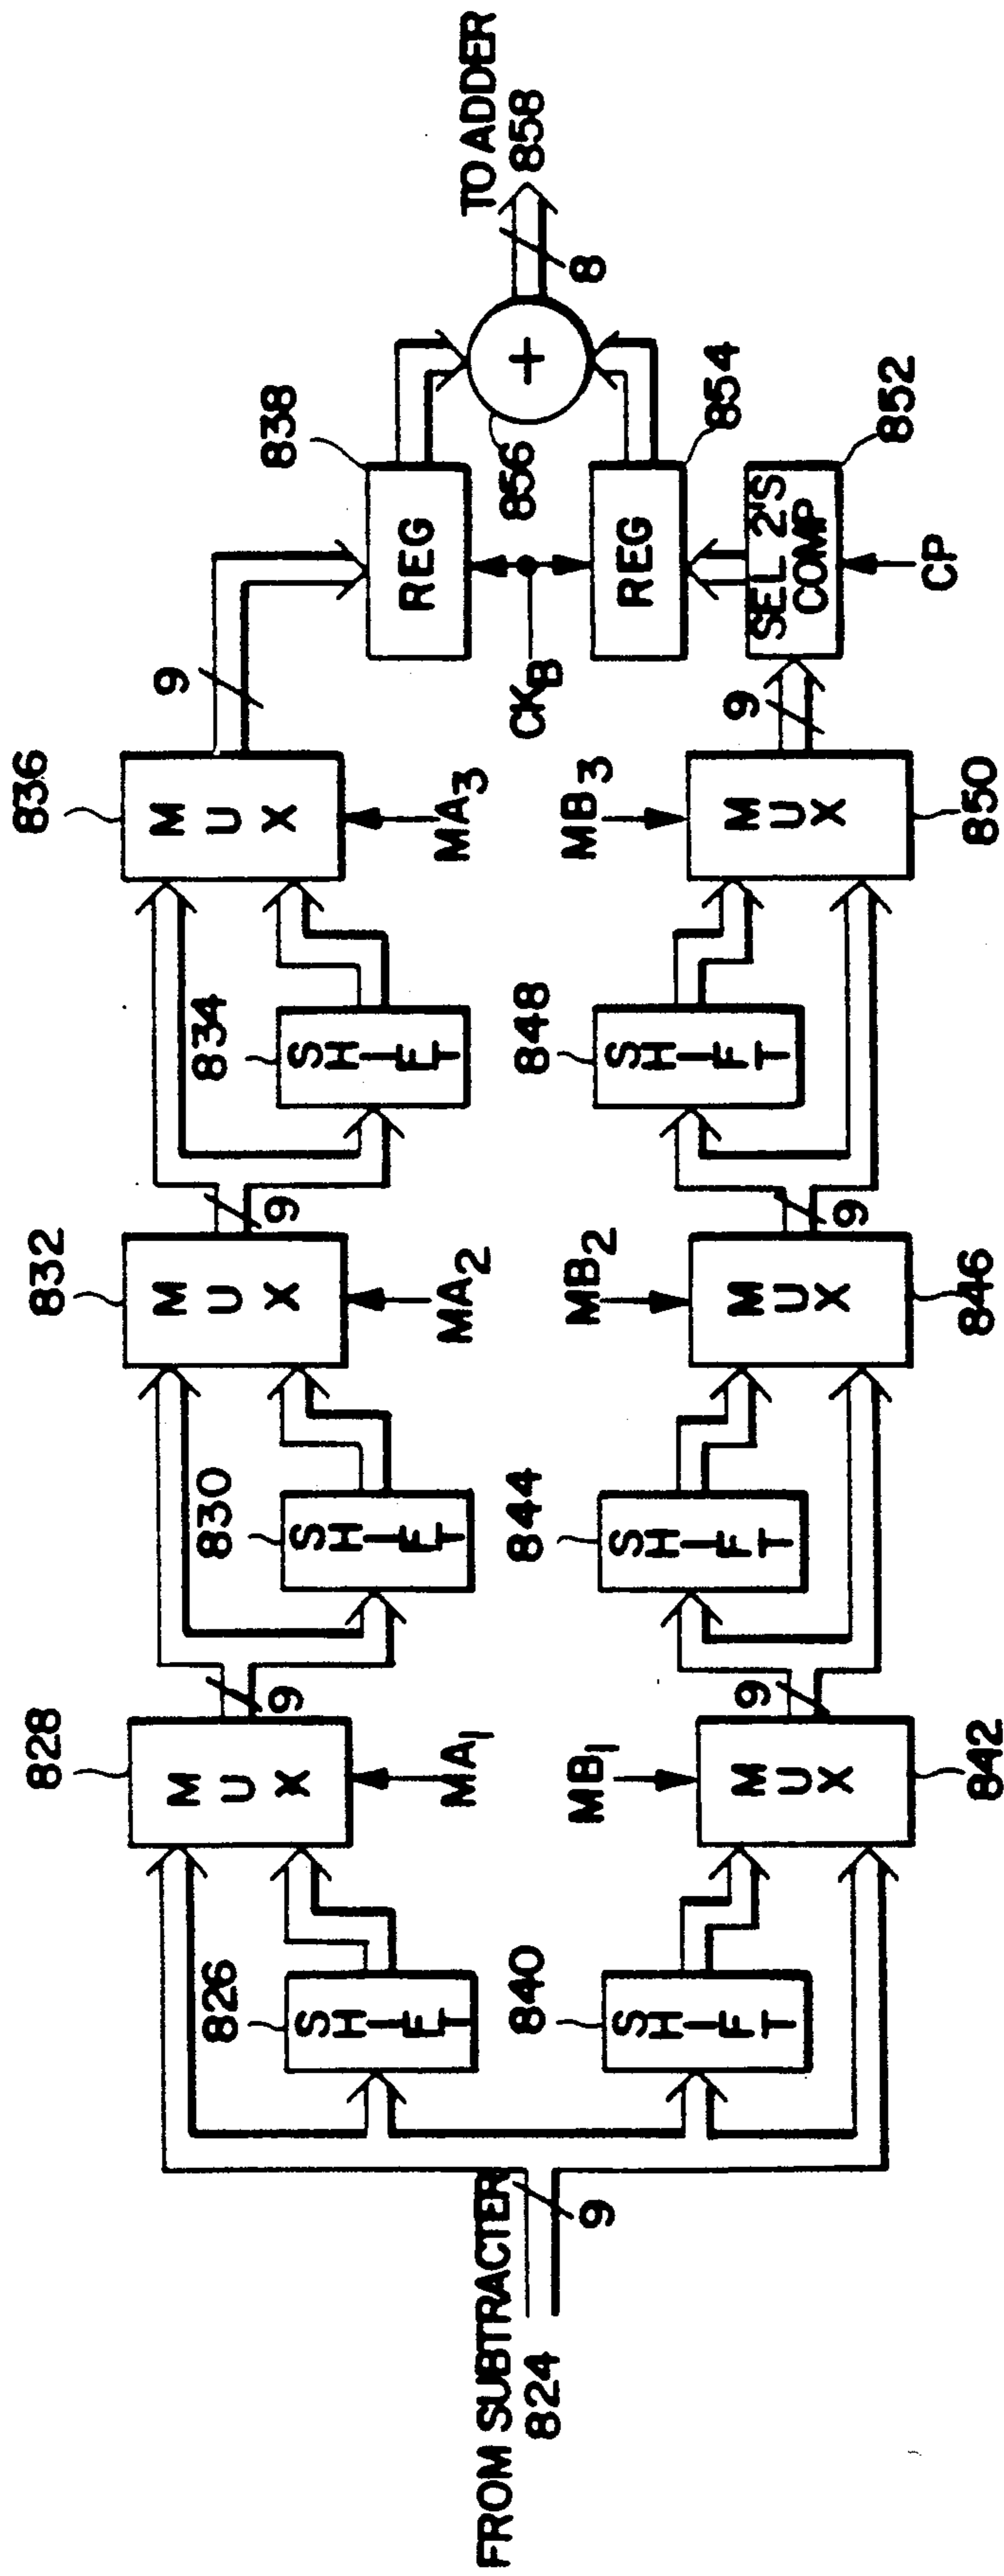 836
832
828
9
MUX
MUX
MUX
838
834
830
826
9
9
REG
SHIFT
SHIFT
SHIFT
TO ADDER
858
8
+
856
CKB
MA3
MA2
MA1
FROM SUBTRACTER
824
9
854
REG
MB3
848
MB2
844
MB1
840
852
SEL 2'S
COMP
CP
9
SHIFT
9
SHIFT
9
SHIFT
MUX
MUX
MUX
850
846
842